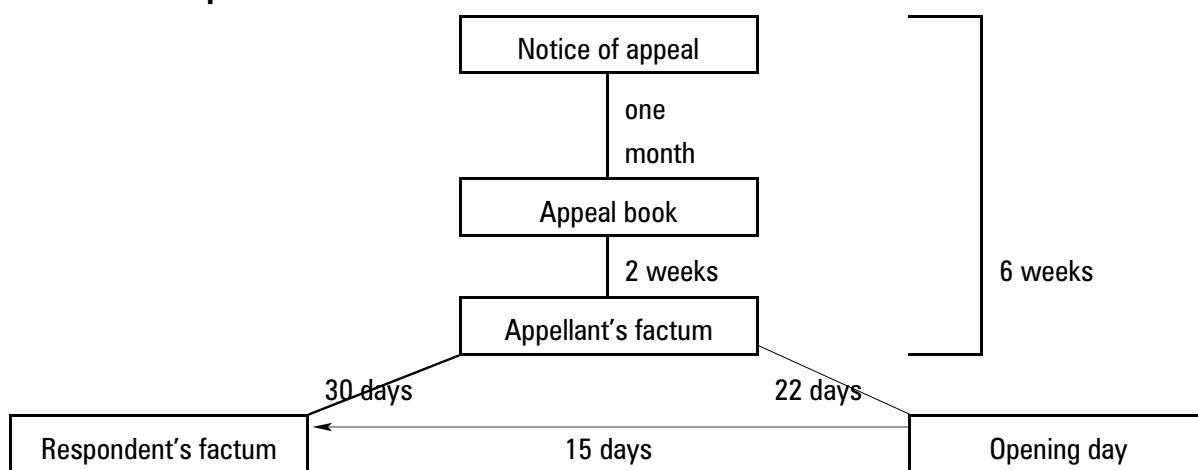 Notice of appeal
one
month
Appeal book
2 weeks
6 weeks
Appellant's factum
30 days
22 days
Respondent's factum
15 days
Opening day